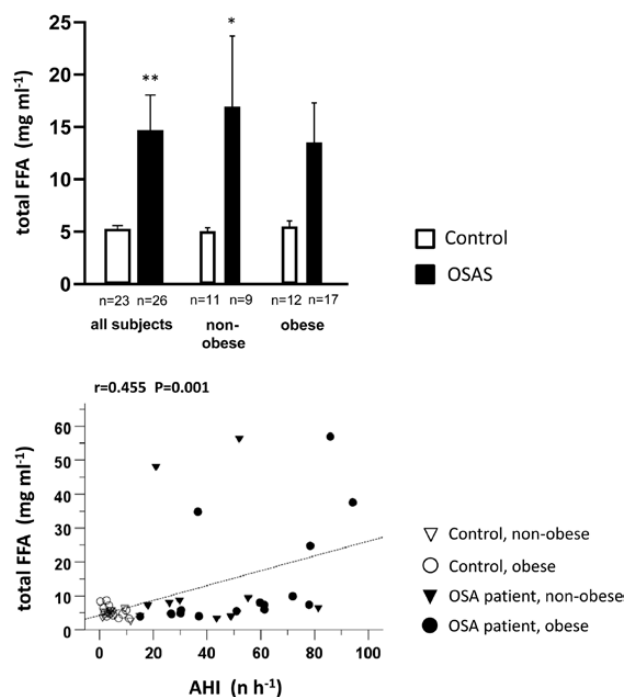 25
**
*
20
15
10
5
0
total FFA (mg ml-1)
n=23 n=26
n=11 n=9
n=12 n=17
all subjects
non-
obese
obese
Control
OSAS
r=0.455 P=0.001
60
50
40
30
20
10
0
total FFA (mg ml-1)
0 20 40 60 80 100
AHI (n h-1)
Control, non-obese
Control, obese
OSA patient, non-obese
OSA patient, obese